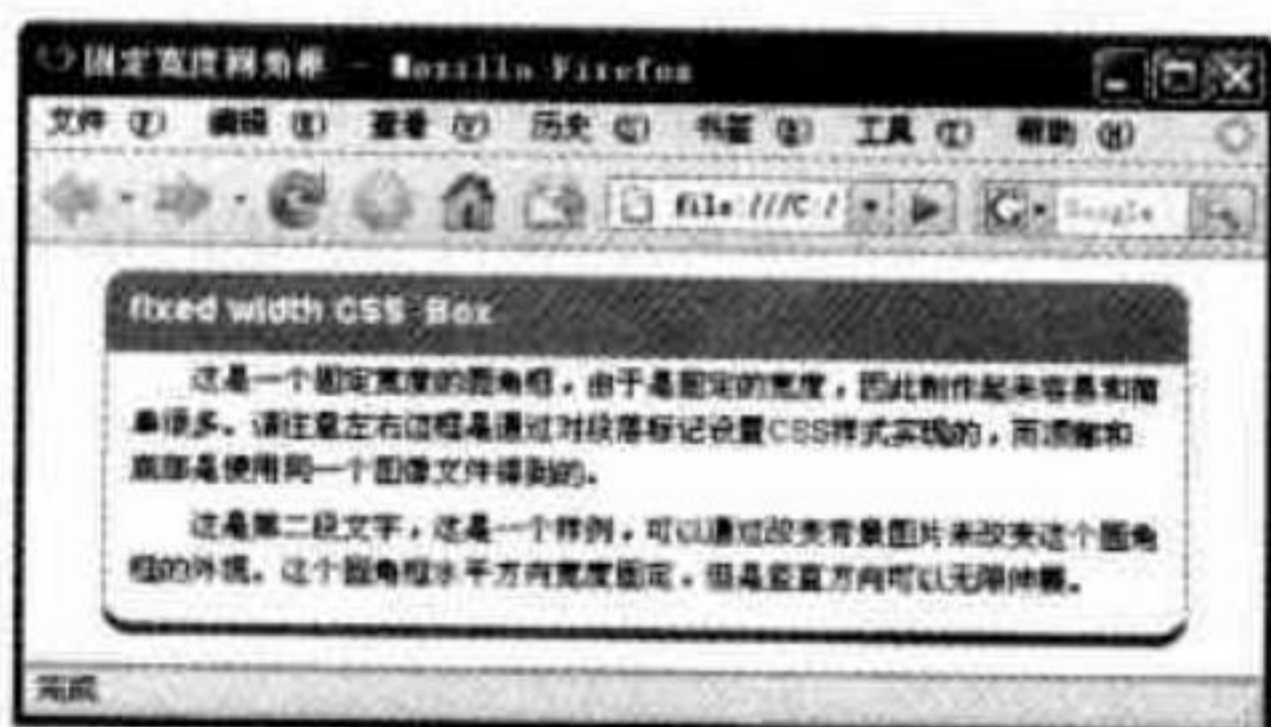 固定宽度圆角框 - Mozilla Firefox
文件 (F) 编辑 (E) 查看 (V) 历史 (S) 书签 (B) 工具 (T) 帮助 (H)
file:///C:/ Google
fixed width CSS Box
这是一个固定宽度的圆角框，由于是固定的宽度，因此制作起来容易和简
单很多。请注意左右边框是通过对段落标记设置CSS样式实现的，而顶部和
底部是使用同一个图像文件得到的。
这是第二段文字，这是一个样例，可以通过改变背景图片来改变这个圆角
框的外观。这个圆角框水平方向宽度固定，但是竖直方向可以无限伸展。
完成